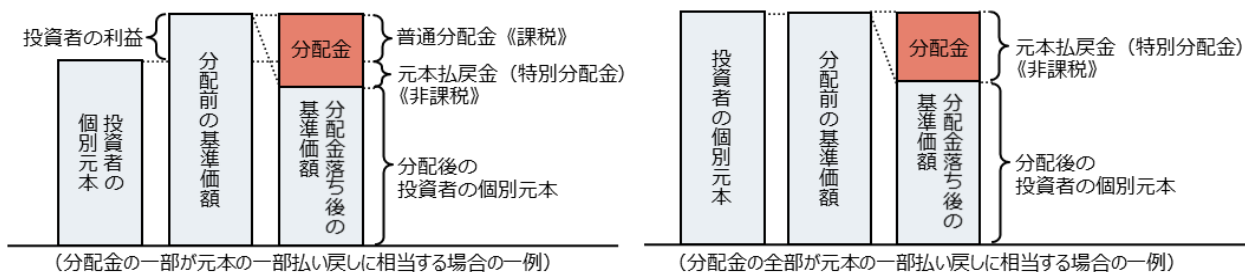 投資者の利益
投資者の
個別元本
分配前の基準価額
分配金
分配金落ち後の
基準価額
普通分配金《課税》
元本払戻金(特別分配金)
《非課税》
分配後の
投資者の個別元本
(分配金の一部が元本の一部払い戻しに相当する場合の一例)
投資者の個別元本
分配前の基準価額
分配金
分配金落ち後の
基準価額
元本払戻金(特別分配金)
《非課税》
分配後の
投資者の個別元本
(分配金の全部が元本の一部払い戻しに相当する場合の一例)